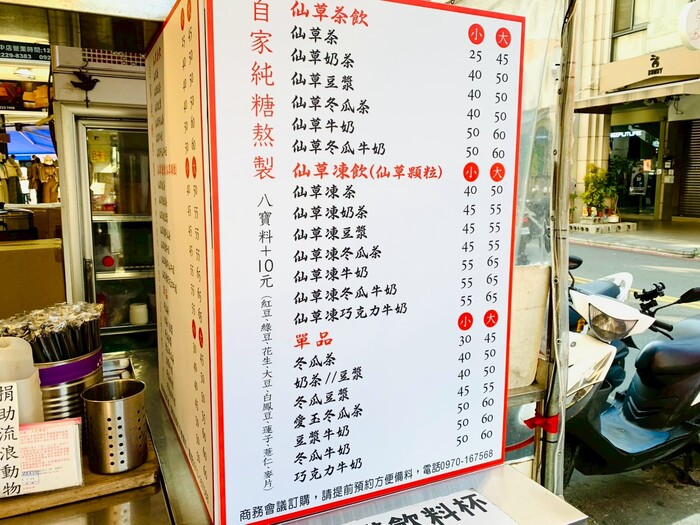 自家純糖熬製
八寶料+10元
(紅豆、綠豆、花生、大豆、白鳳豆、蓮子、薏仁、麥片)
仙草茶飲 小 大
仙草茶 25 45
仙草奶茶 40 50
仙草豆漿 40 50
仙草冬瓜茶 40 50
仙草牛奶 50 60
仙草冬瓜牛奶 50 60
仙草凍飲(仙草顆粒) 小 大
仙草凍茶 40 50
仙草凍奶茶 45 55
仙草凍豆漿 45 55
仙草凍冬瓜茶 45 55
仙草凍牛奶 55 65
仙草凍冬瓜牛奶 55 65
仙草凍巧克力牛奶 55 65
單品 小 大
冬瓜茶 30 45
奶茶//豆漿 40 50
冬瓜豆漿 40 50
愛玉冬瓜茶 45 55
豆漿牛奶 50 60
冬瓜牛奶 50 60
巧克力牛奶 50 60
商務會議訂購，請提前預約方便備料，電話0970-167568
飲料杯
捐助流浪動物